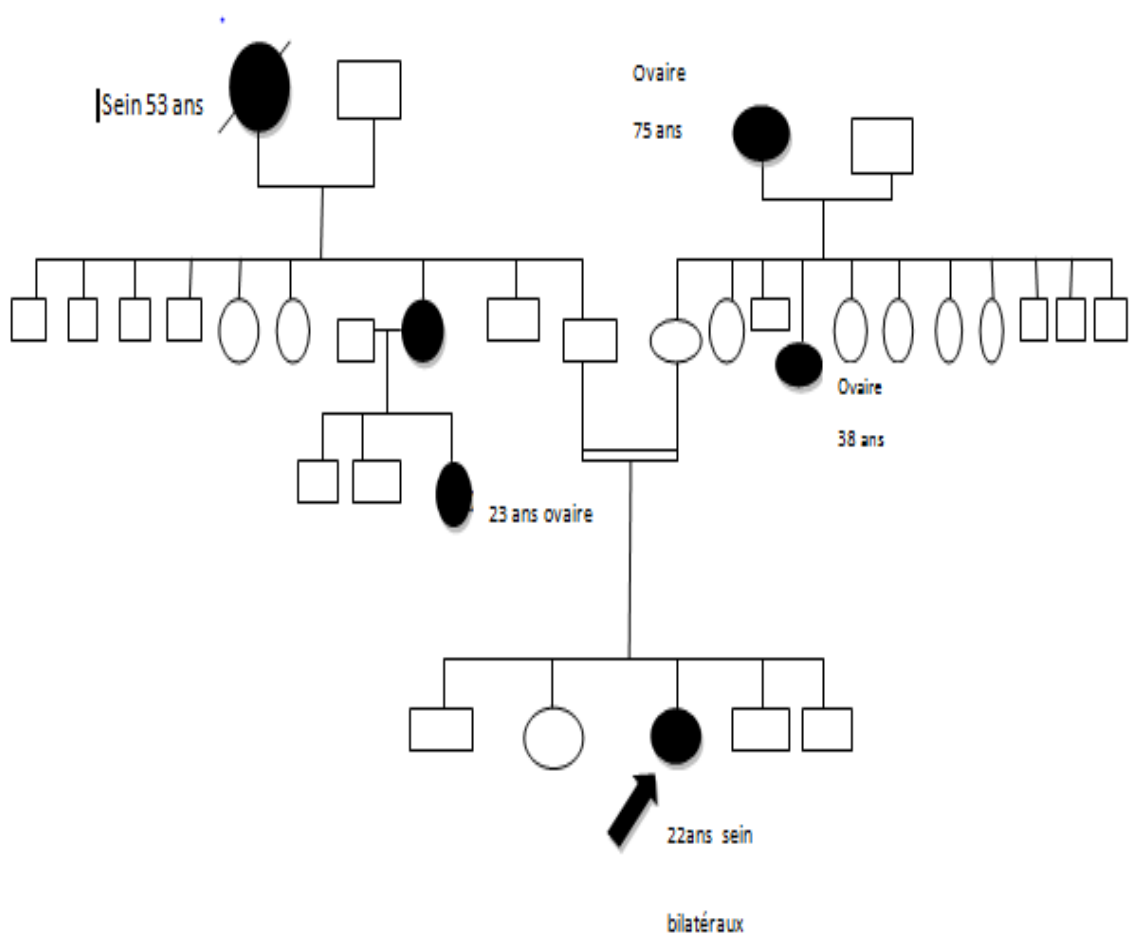 Sein 53 ans
Ovaire
75 ans
Ovaire
38 ans
23 ans ovaire
22ans sein
bilatéraux